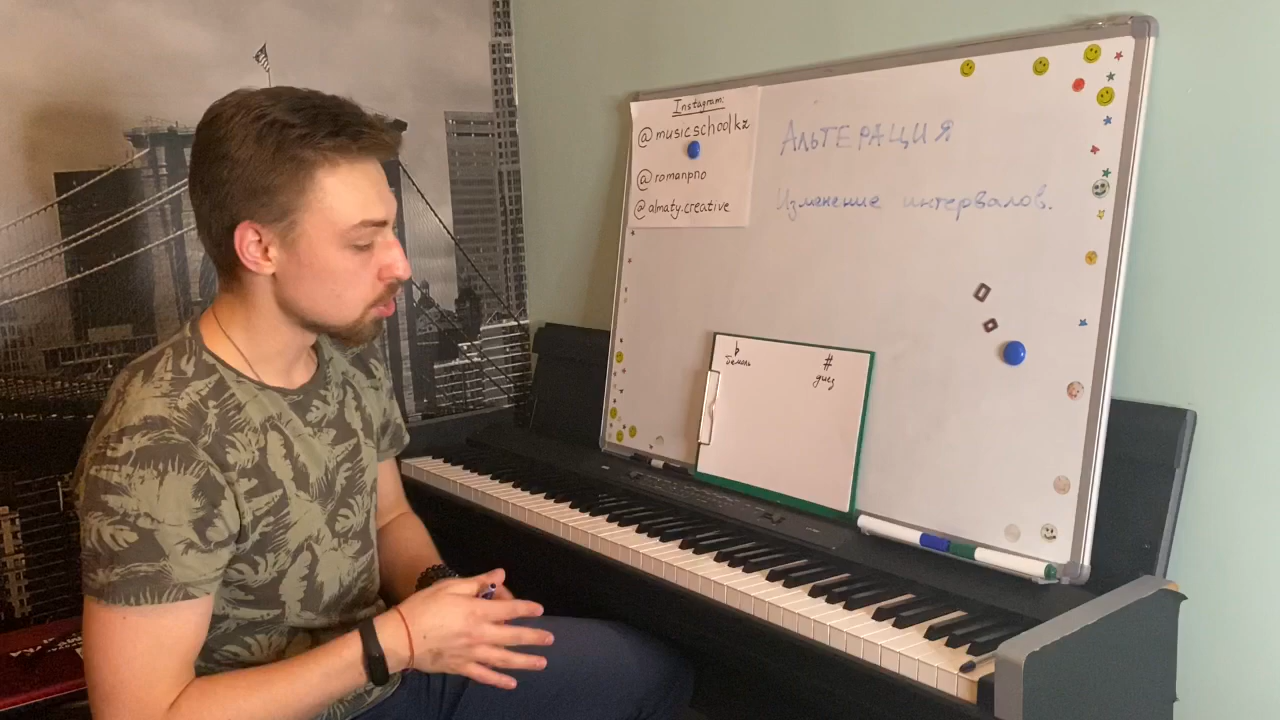 Instagram:
@musicschoolkz
@romanpno
@almaty.creative
АЛЬТЕРАЦИЯ
Изменение интервалов.
♭ #
бемоль диез